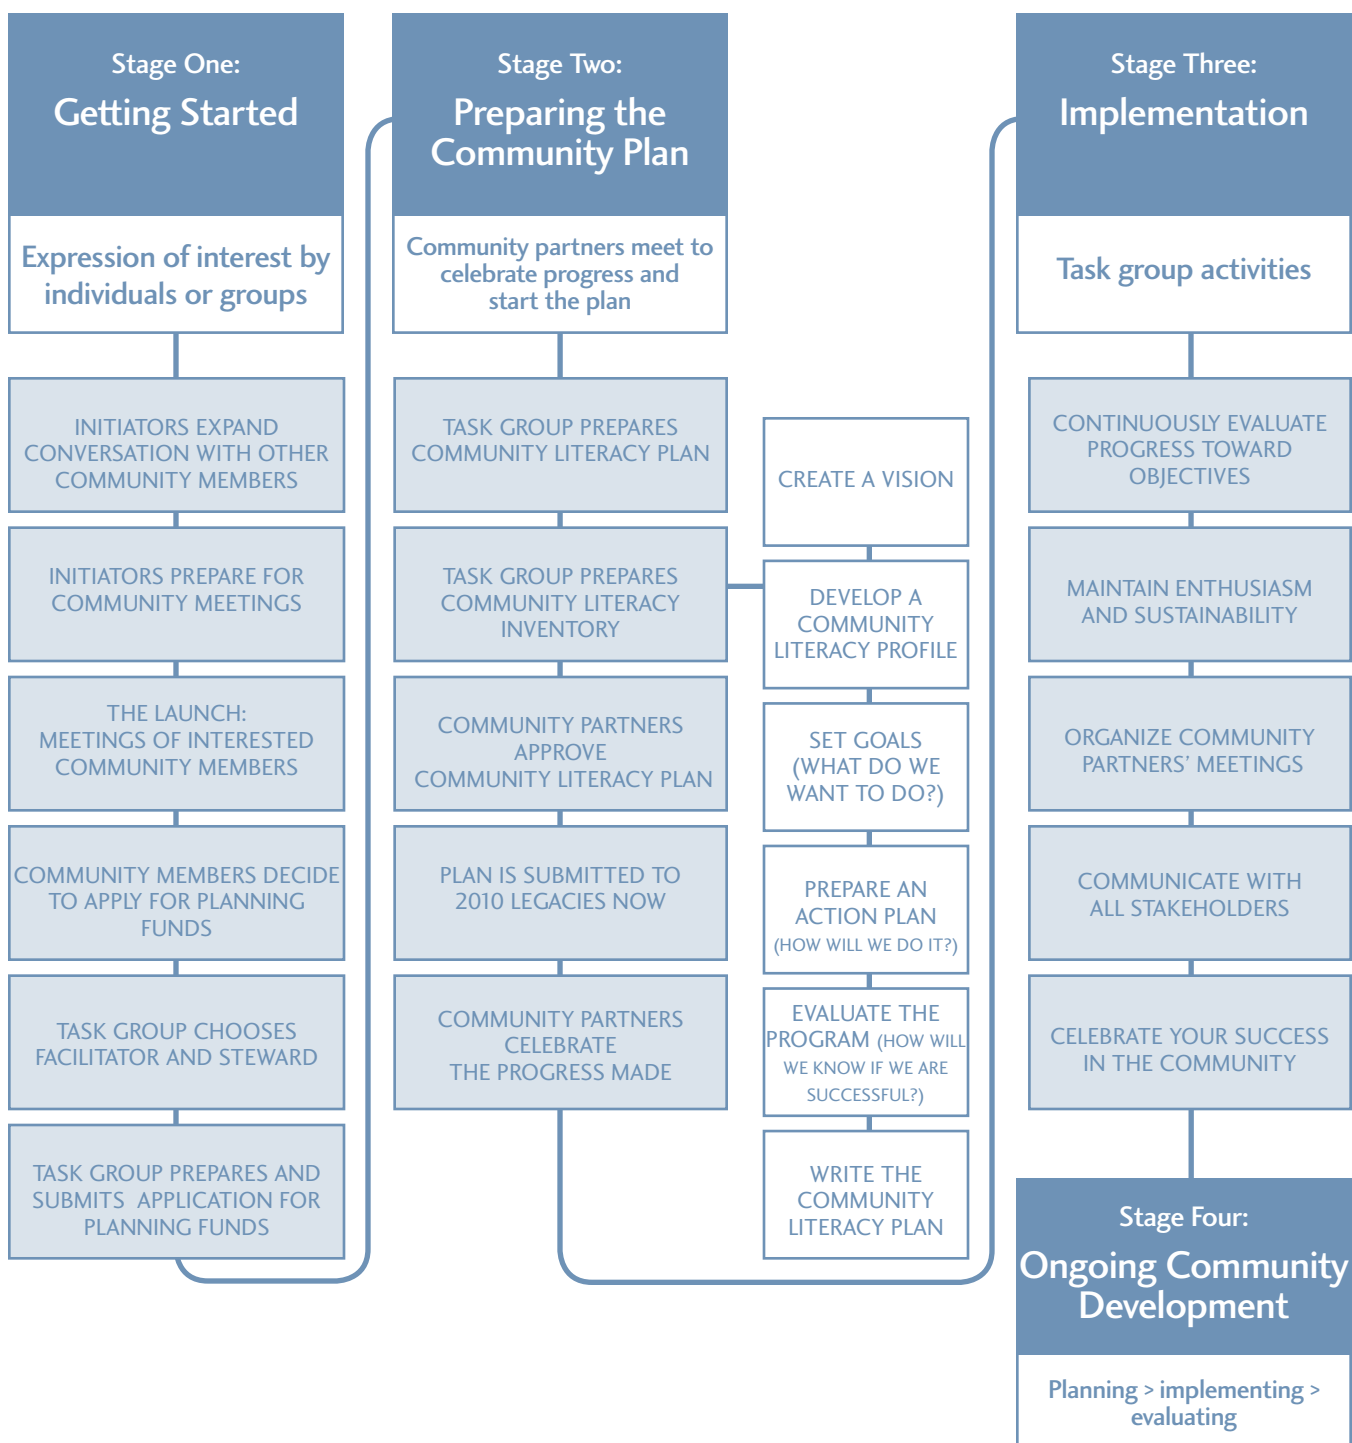 Stage One:
Getting Started
Expression of interest by
individuals or groups
INITIATORS EXPAND
CONVERSATION WITH OTHER
COMMUNITY MEMBERS
INITIATORS PREPARE FOR
COMMUNITY MEETINGS
THE LAUNCH:
MEETINGS OF INTERESTED
COMMUNITY MEMBERS
COMMUNITY MEMBERS DECIDE
TO APPLY FOR PLANNING
FUNDS
TASK GROUP CHOOSES
FACILITATOR AND STEWARD
TASK GROUP PREPARES AND
SUBMITS APPLICATION FOR
PLANNING FUNDS
Stage Two:
Preparing the
Community Plan
Community partners meet to
celebrate progress and
start the plan
TASK GROUP PREPARES
COMMUNITY LITERACY PLAN
TASK GROUP PREPARES
COMMUNITY LITERACY
INVENTORY
COMMUNITY PARTNERS
APPROVE
COMMUNITY LITERACY PLAN
PLAN IS SUBMITTED TO
2010 LEGACIES NOW
COMMUNITY PARTNERS
CELEBRATE
THE PROGRESS MADE
CREATE A VISION
DEVELOP A
COMMUNITY
LITERACY PROFILE
SET GOALS
(WHAT DO WE
WANT TO DO?)
PREPARE AN
ACTION PLAN
(HOW WILL WE DO IT?)
EVALUATE THE
PROGRAM (HOW WILL
WE KNOW IF WE ARE
SUCCESSFUL?)
WRITE THE
COMMUNITY
LITERACY PLAN
Stage Three:
Implementation
Task group activities
CONTINUOUSLY EVALUATE
PROGRESS TOWARD
OBJECTIVES
MAINTAIN ENTHUSIASM
AND SUSTAINABILITY
ORGANIZE COMMUNITY
PARTNERS’ MEETINGS
COMMUNICATE WITH
ALL STAKEHOLDERS
CELEBRATE YOUR SUCCESS
IN THE COMMUNITY
Stage Four:
Ongoing Community
Development
Planning > implementing >
evaluating